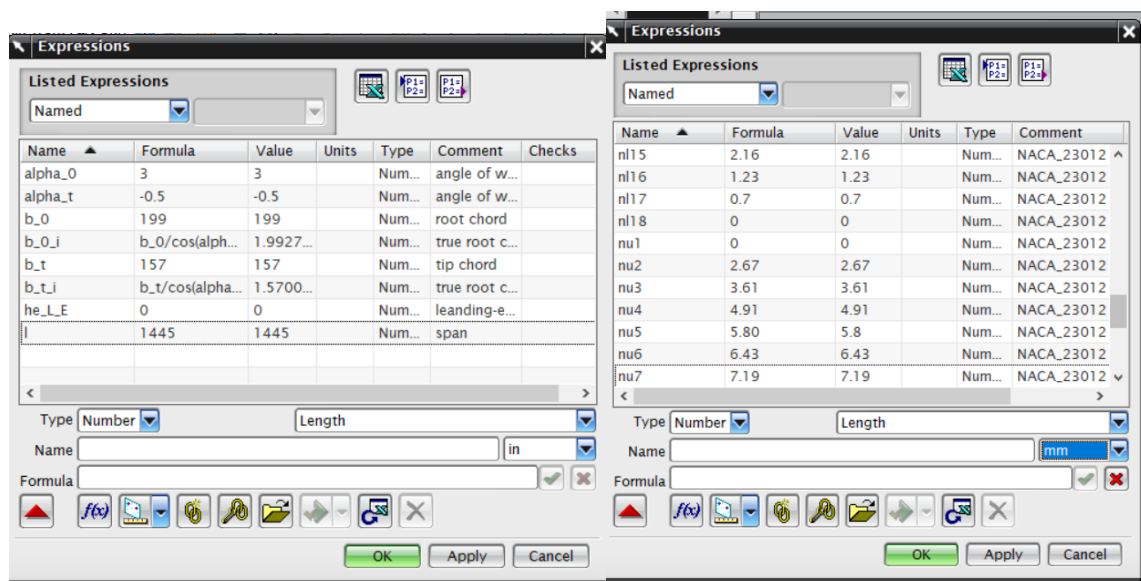 Expressions
Listed Expressions
P1= P2=
P1= P2=
Named
Name Formula Value Units Type Comment Checks
alpha_0 3 3 Num... angle of w...
alpha_t -0.5 -0.5 Num... angle of w...
b_0 199 199 Num... root chord
b_0_i b_0/cos(alph... 1.9927... Num... true root c...
b_t 157 157 Num... tip chord
b_t_i b_t/cos(alpha... 1.5700... Num... true root c...
he_L_E 0 0 Num... leanding-e...
l 1445 1445 Num... span
Type Number Length
Name in
Formula
f(x)
OK Apply Cancel
Expressions
Listed Expressions
P1= P2=
P1= P2=
Named
Name Formula Value Units Type Comment
nl15 2.16 2.16 Num... NACA_23012
nl16 1.23 1.23 Num... NACA_23012
nl17 0.7 0.7 Num... NACA_23012
nl18 0 0 Num... NACA_23012
nu1 0 0 Num... NACA_23012
nu2 2.67 2.67 Num... NACA_23012
nu3 3.61 3.61 Num... NACA_23012
nu4 4.91 4.91 Num... NACA_23012
nu5 5.80 5.8 Num... NACA_23012
nu6 6.43 6.43 Num... NACA_23012
nu7 7.19 7.19 Num... NACA_23012
Type Number Length
Name mm
Formula
f(x)
OK Apply Cancel